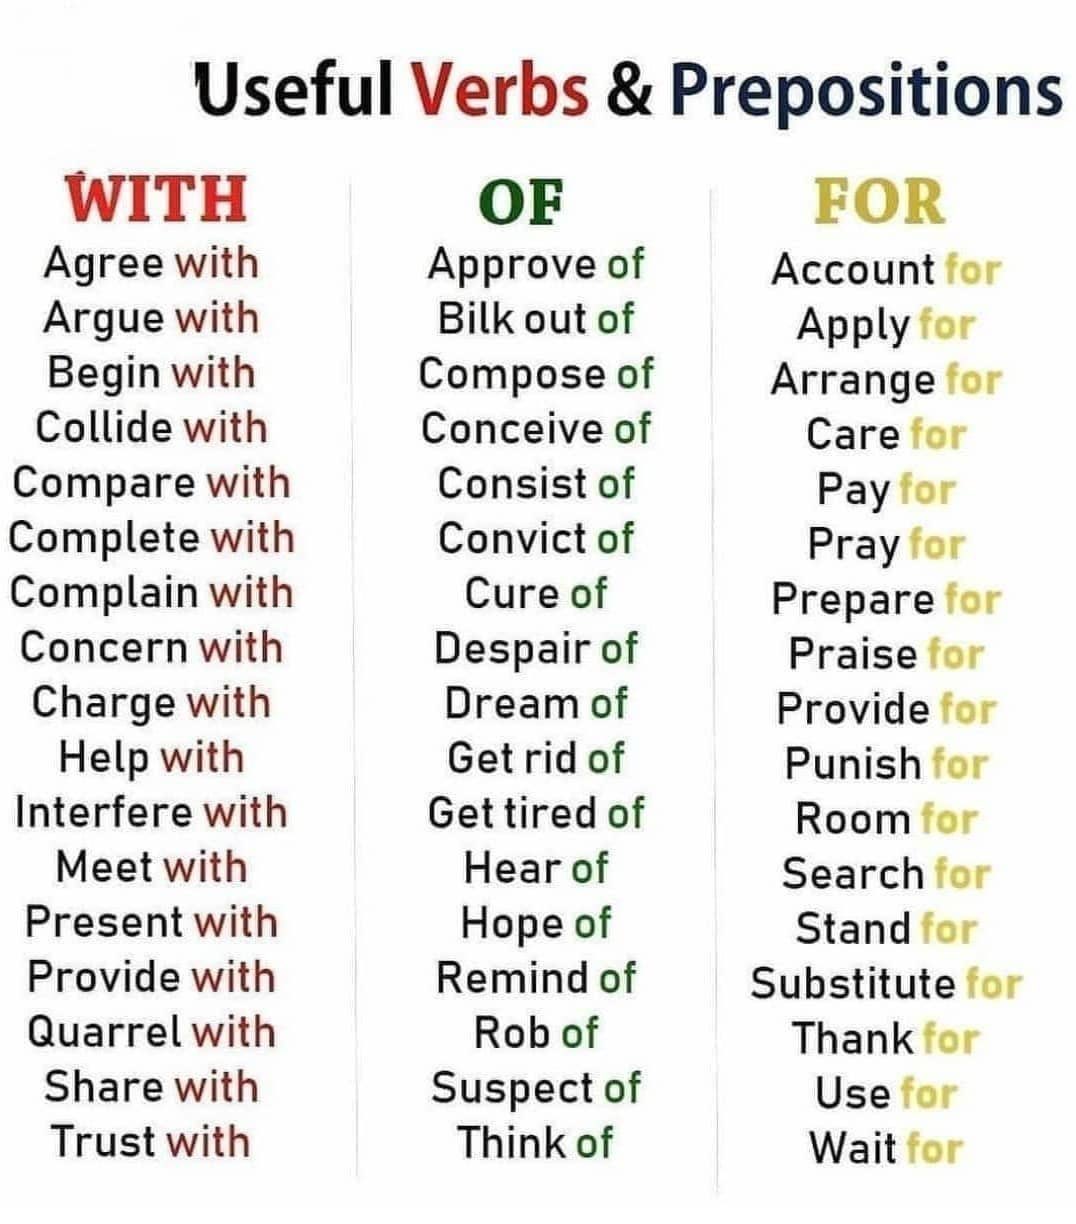 Useful Verbs & Prepositions
WITH
Agree with
Argue with
Begin with
Collide with
Compare with
Complete with
Complain with
Concern with
Charge with
Help with
Interfere with
Meet with
Present with
Provide with
Quarrel with
Share with
Trust with
OF
Approve of
Bilk out of
Compose of
Conceive of
Consist of
Convict of
Cure of
Despair of
Dream of
Get rid of
Get tired of
Hear of
Hope of
Remind of
Rob of
Suspect of
Think of
FOR
Account for
Apply for
Arrange for
Care for
Pay for
Pray for
Prepare for
Praise for
Provide for
Punish for
Room for
Search for
Stand for
Substitute for
Thank for
Use for
Wait for